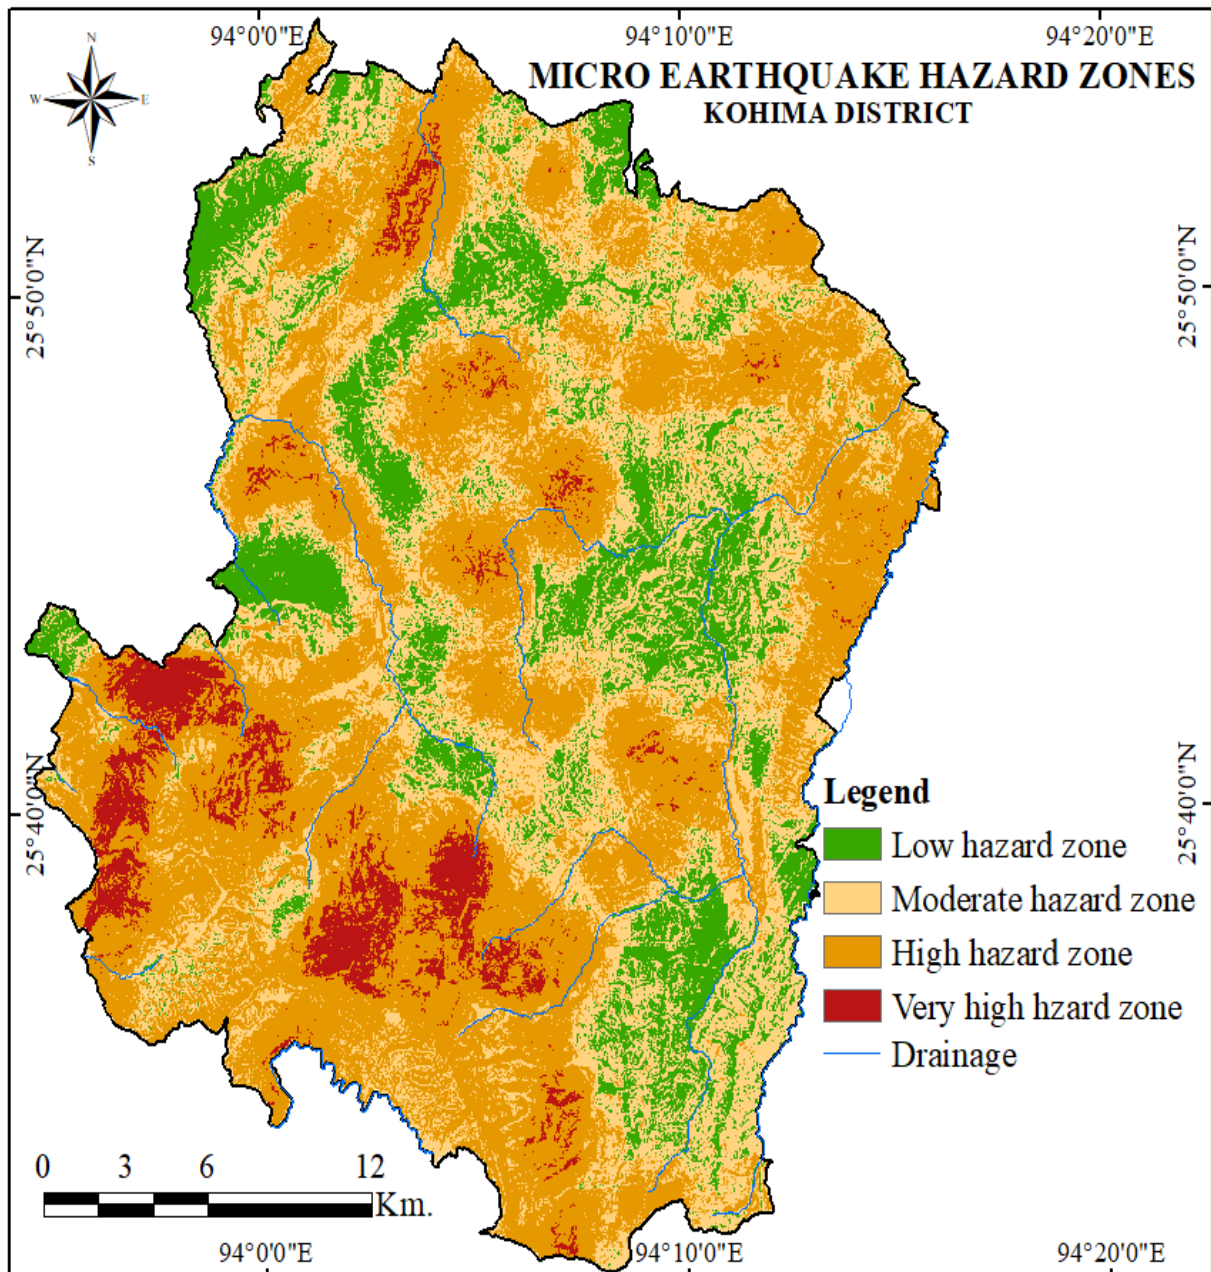 94°0'0"E
94°10'0"E
94°20'0"E
N
W
E
S
MICRO EARTHQUAKE HAZARD ZONES
KOHIMA DISTRICT
25°50'0"N
25°50'0"N
25°40'0"N
25°40'0"N
Legend
Low hazard zone
Moderate hazard zone
High hazard zone
Very high hzard zone
Drainage
0 3 6 12
Km.
94°0'0"E
94°10'0"E
94°20'0"E